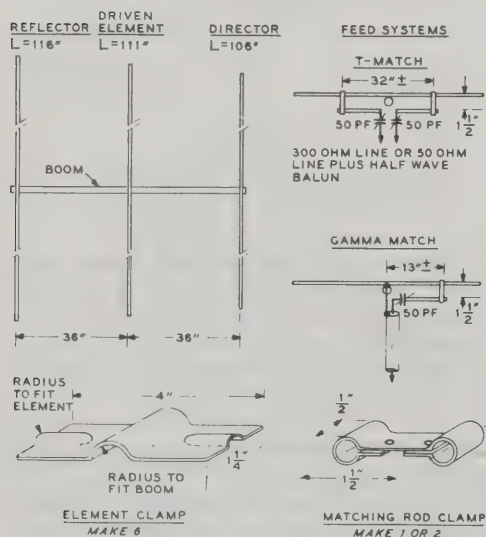 REFLECTOR
L=116"
DRIVEN
ELEMENT
L=111"
DIRECTOR
L=106"
BOOM
36"
36"
FEED SYSTEMS
T-MATCH
32"±
50 PF
50 PF
1 1/2"
300 OHM LINE OR 50 OHM
LINE PLUS HALF WAVE
BALUN
GAMMA MATCH
13"±
50 PF
1 1/2"
RADIUS
TO FIT
ELEMENT
4"
1 1/4"
RADIUS TO
FIT BOOM
ELEMENT CLAMP
MAKE 6
1/2"
1 1/2"
MATCHING ROD CLAMP
MAKE 1 OR 2